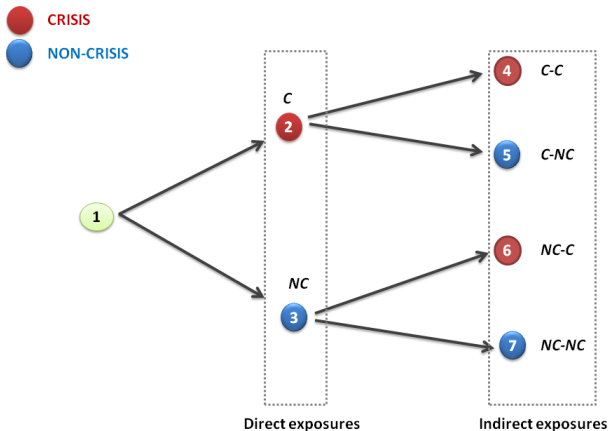 CRISIS
NON-CRISIS
1
C
2
NC
3
4 C-C
5 C-NC
6 NC-C
7 NC-NC
Direct exposures
Indirect exposures